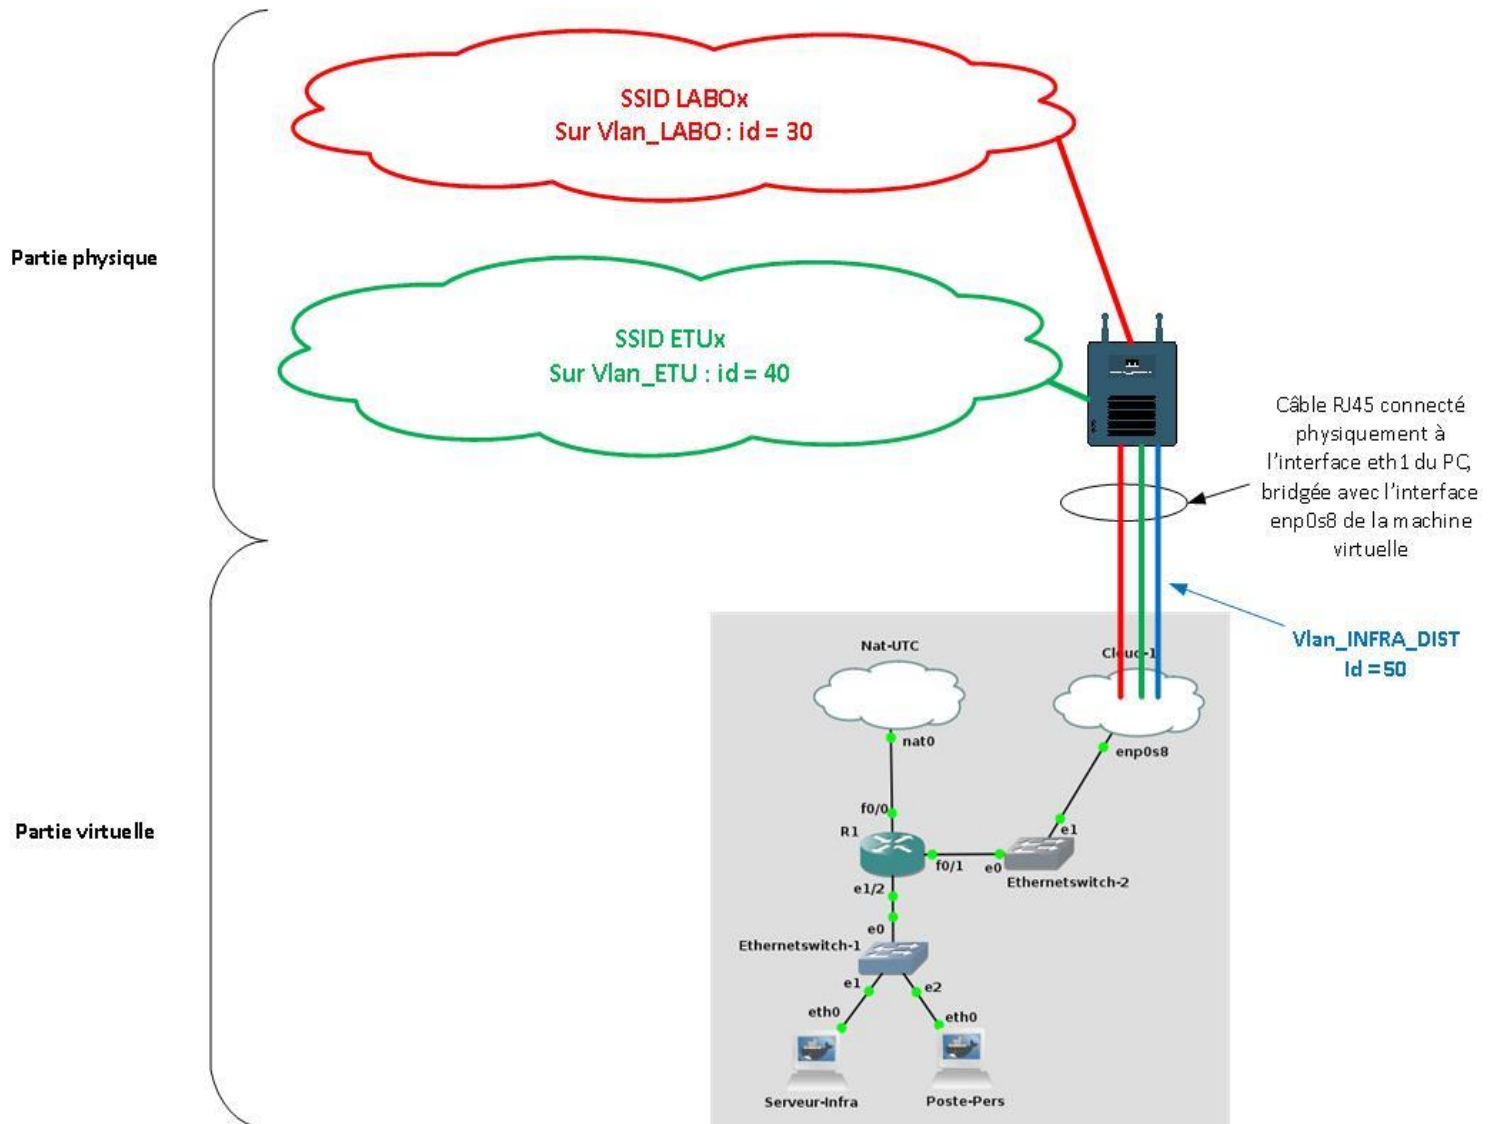 SSID LABOx
Sur Vlan_LABO : id = 30
Partie physique
SSID ETUx
Sur Vlan_ETU : id = 40
Câble RJ45 connecté
physiquement à
l'interface eth1 du PC,
bridgée avec l'interface
enp0s8 de la machine
virtuelle
Vlan_INFRA_DIST
Id =50
Nat-UTC
Cloud-1
nat0
enp0s8
f0/0
R1
e1
f0/1
e0
Ethernetswitch-2
e1/2
e0
Ethernetswitch-1
e1
e2
eth0
eth0
Serveur-Infra
Poste-Pers
Partie virtuelle